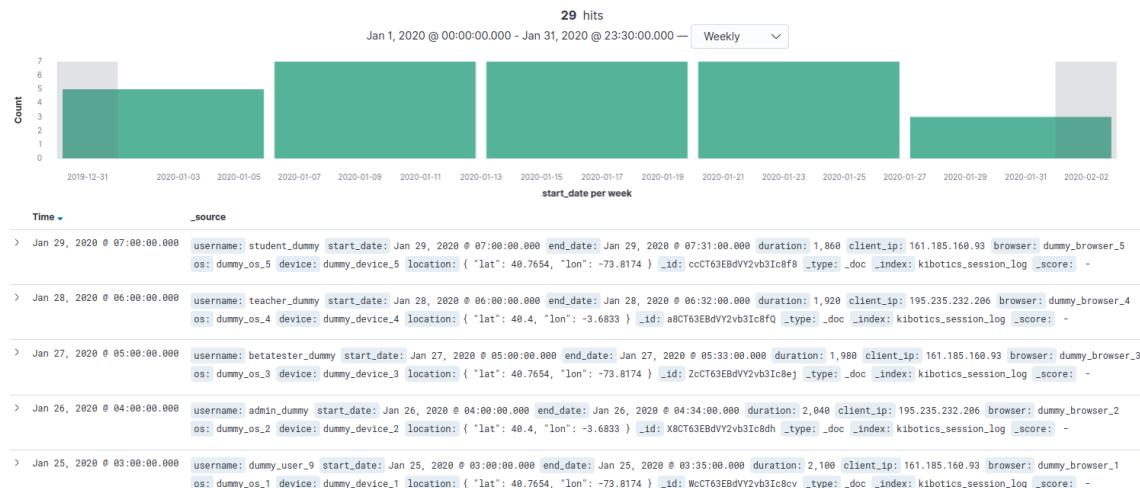 29 hits
Jan 1, 2020 @ 00:00:00.000 - Jan 31, 2020 @ 23:30:00.000 — Weekly
Count
7
6
5
4
3
2
1
0
2019-12-31 2020-01-03 2020-01-05 2020-01-07 2020-01-09 2020-01-11 2020-01-13 2020-01-15 2020-01-17 2020-01-19 2020-01-21 2020-01-23 2020-01-25 2020-01-27 2020-01-29 2020-01-31 2020-02-02
start_date per week
Time _source
Jan 29, 2020 @ 07:00:00.000 username: student_dummy start_date: Jan 29, 2020 @ 07:00:00.000 end_date: Jan 29, 2020 @ 07:31:00.000 duration: 1,860 client_ip: 161.185.160.93 browser: dummy_browser_5
os: dummy_os_5 device: dummy_device_5 location: { "lat": 40.7654, "lon": -73.8174 } _id: ccCT63EBdVY2vb3Ic8f8 _type: _doc _index: kibotics_session_log _score: -
Jan 28, 2020 @ 06:00:00.000 username: teacher_dummy start_date: Jan 28, 2020 @ 06:00:00.000 end_date: Jan 28, 2020 @ 06:32:00.000 duration: 1,920 client_ip: 195.235.232.206 browser: dummy_browser_4
os: dummy_os_4 device: dummy_device_4 location: { "lat": 40.4, "lon": -3.6833 } _id: a8CT63EBdVY2vb3Ic8fQ _type: _doc _index: kibotics_session_log _score: -
Jan 27, 2020 @ 05:00:00.000 username: betatester_dummy start_date: Jan 27, 2020 @ 05:00:00.000 end_date: Jan 27, 2020 @ 05:33:00.000 duration: 1,980 client_ip: 161.185.160.93 browser: dummy_browser_3
os: dummy_os_3 device: dummy_device_3 location: { "lat": 40.7654, "lon": -73.8174 } _id: ZcCT63EBdVY2vb3Ic8ej _type: _doc _index: kibotics_session_log _score: -
Jan 26, 2020 @ 04:00:00.000 username: admin_dummy start_date: Jan 26, 2020 @ 04:00:00.000 end_date: Jan 26, 2020 @ 04:34:00.000 duration: 2,040 client_ip: 195.235.232.206 browser: dummy_browser_2
os: dummy_os_2 device: dummy_device_2 location: { "lat": 40.4, "lon": -3.6833 } _id: X8CT63EBdVY2vb3Ic8dh _type: _doc _index: kibotics_session_log _score: -
Jan 25, 2020 @ 03:00:00.000 username: dummy_user_9 start_date: Jan 25, 2020 @ 03:00:00.000 end_date: Jan 25, 2020 @ 03:35:00.000 duration: 2,100 client_ip: 161.185.160.93 browser: dummy_browser_1
os: dummy_os_1 device: dummy_device_1 location: { "lat": 40.7654, "lon": -73.8174 } _id: WcCT63EBdVY2vb3Ic8cv _type: _doc _index: kibotics_session_log _score: -